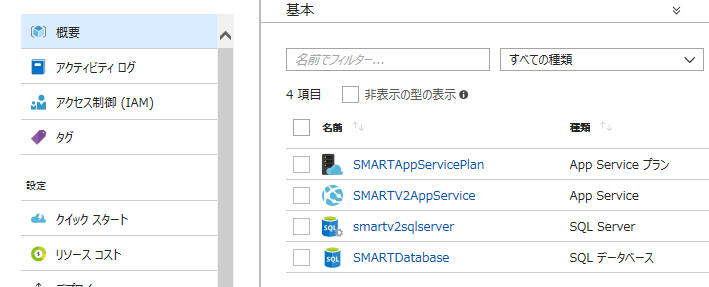 概要
アクティビティ ログ
アクセス制御 (IAM)
タグ
設定
クイック スタート
リソース コスト
基本
名前でフィルター...
すべての種類
4 項目
非表示の型の表示
名前
種類
SMARTAppServicePlan
App Service プラン
SMARTV2AppService
App Service
smartv2sqlserver
SQL Server
SMARTDatabase
SQL データベース